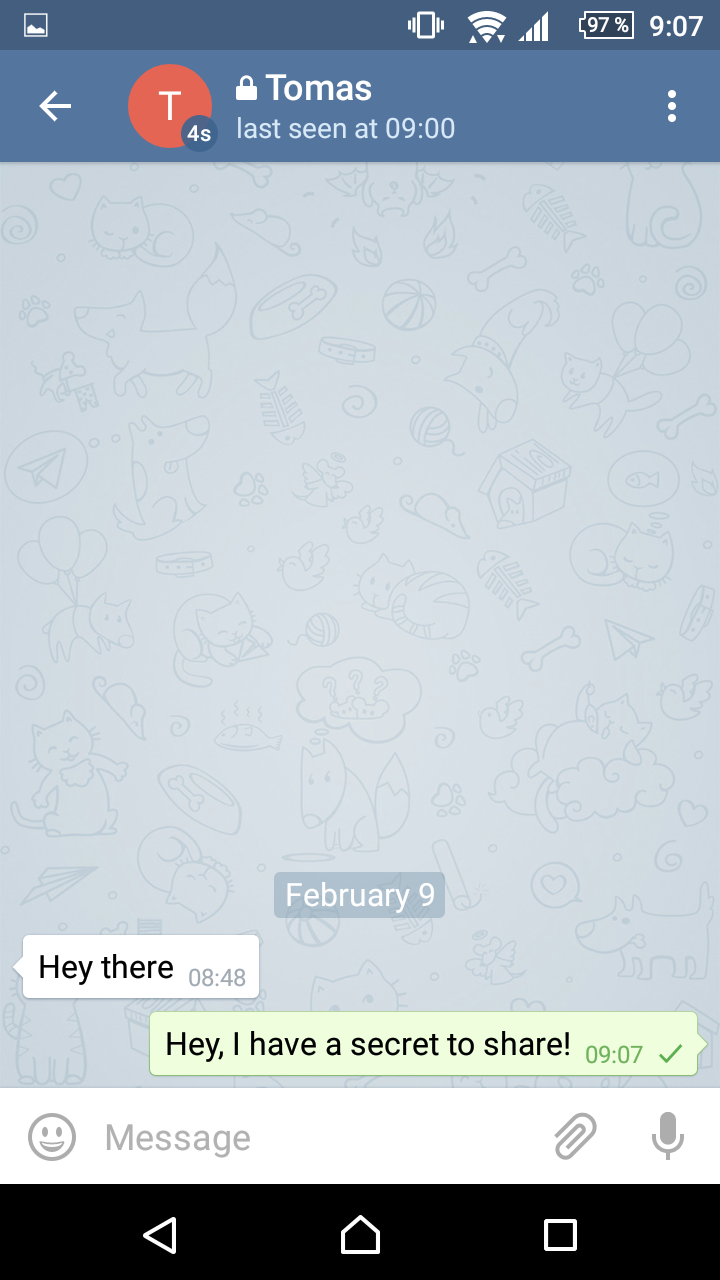 97 % 9:07
T
4s
Tomas
last seen at 09:00
? ? ?
February 9
Hey there 08:48
Hey, I have a secret to share! 09:07
Message